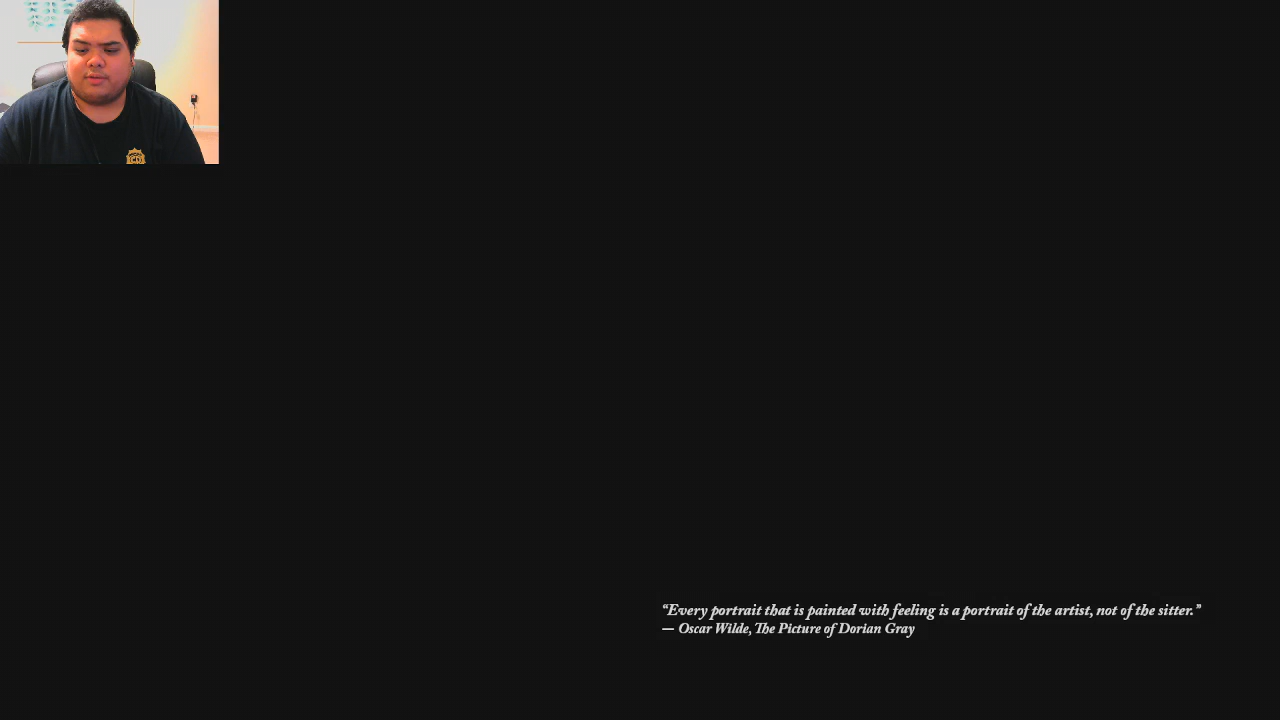 “Every portrait that is painted with feeling is a portrait of the artist, not of the sitter.”
— Oscar Wilde, The Picture of Dorian Gray